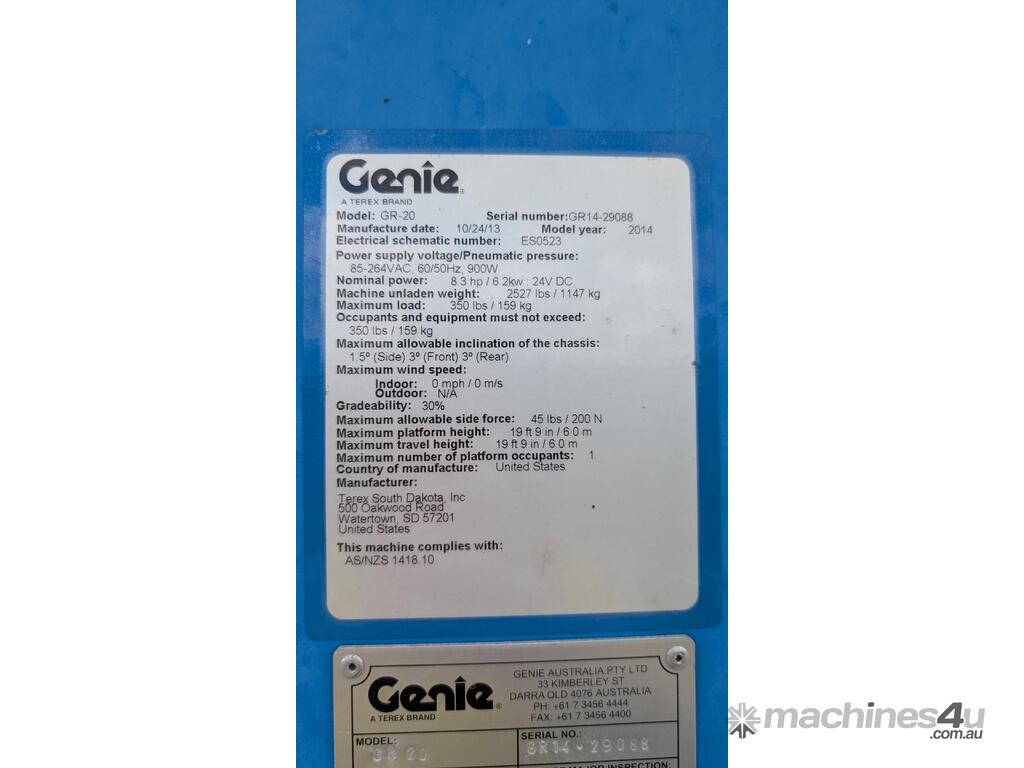 Genie®
A TEREX BRAND
Model: GR-20 Serial number:GR14-29088
Manufacture date: 10/24/13 Model year: 2014
Electrical schematic number: ES0523
Power supply voltage/Pneumatic pressure:
85-264VAC, 60/50Hz, 900W
Nominal power: 8.3 hp / 6.2kw : 24V DC
Machine unladen weight: 2527 lbs / 1147 kg
Maximum load: 350 lbs / 159 kg
Occupants and equipment must not exceed:
350 lbs / 159 kg
Maximum allowable inclination of the chassis:
1.5º (Side) 3º (Front) 3º (Rear)
Maximum wind speed:
Indoor: 0 mph / 0 m/s
Outdoor: N/A
Gradeability: 30%
Maximum allowable side force: 45 lbs / 200 N
Maximum platform height: 19 ft 9 in / 6.0 m
Maximum travel height: 19 ft 9 in / 6.0 m
Maximum number of platform occupants: 1
Country of manufacture: United States
Manufacturer:
Terex South Dakota, Inc
500 Oakwood Road
Watertown, SD 57201
United States
This machine complies with:
AS/NZS 1418.10
Genie®
A TEREX BRAND
GENIE AUSTRALIA PTY LTD
33 KIMBERLEY ST
DARRA QLD 4076 AUSTRALIA
PH: +61 7 3456 4444
FAX: +61 7 3456 4400
MODEL: GR 20
SERIAL NO.: GR14-29088
OF MAJOR INSPECTION:
machines4u
.com.au